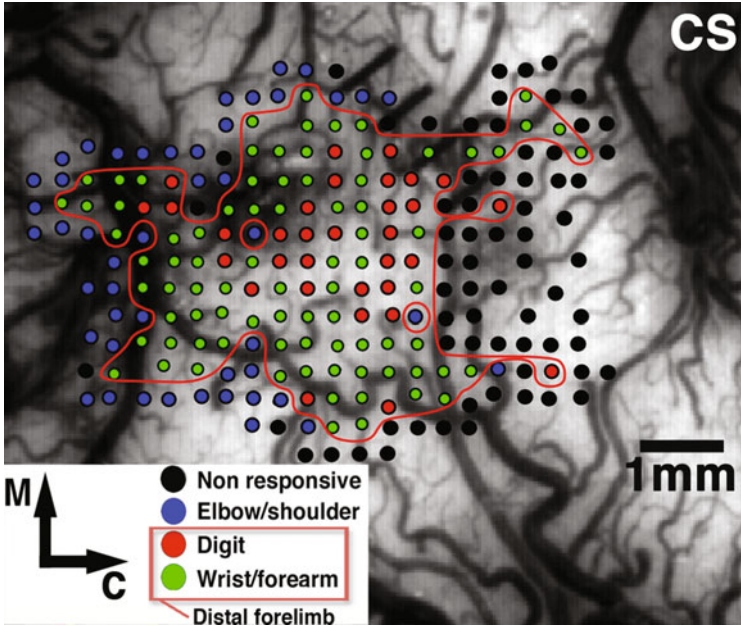 CS
1mm
M
C
Non responsive
Elbow/shoulder
Digit
Wrist/forearm
Distal forelimb